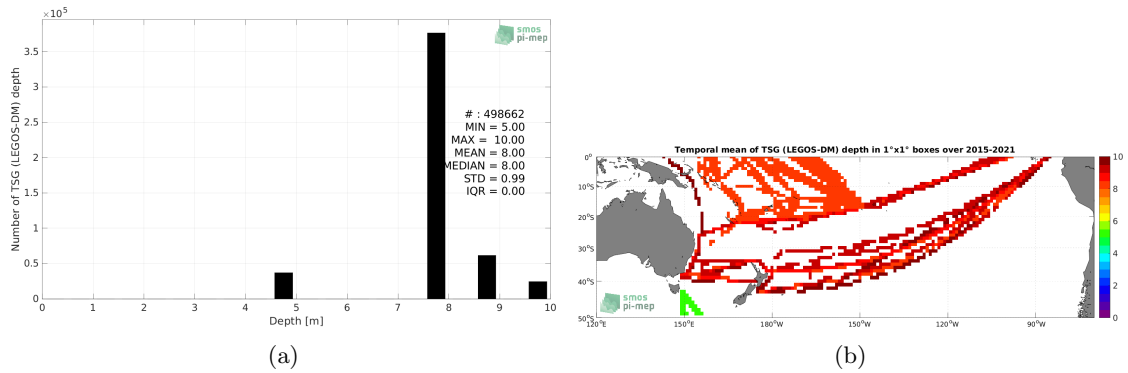 ×10⁵
smos
pi-mep
3.5
3
2.5
2
1.5
1
0.5
0
Number of TSG (LEGOS-DM) depth
# : 498662
MIN = 5.00
MAX = 10.00
MEAN = 8.00
MEDIAN = 8.00
STD = 0.99
IQR = 0.00
0 1 2 3 4 5 6 7 8 9 10
Depth [m]
(a)
Temporal mean of TSG (LEGOS-DM) depth in 1°x1° boxes over 2015-2021
0°
10°S
20°S
30°S
40°S
50°S
smos
pi-mep
120°E 150°E 180°W 150°W 120°W 90°W
10
8
6
4
2
0
(b)